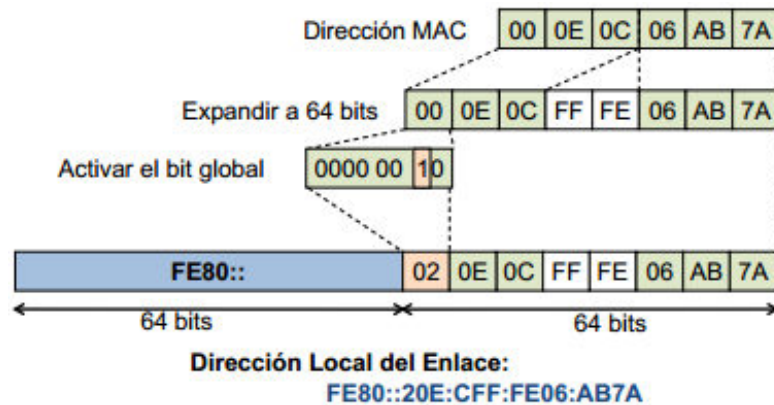 Dirección MAC 00 0E 0C 06 AB 7A
Expandir a 64 bits 00 0E 0C FF FE 06 AB 7A
Activar el bit global 0000 00 10
FE80:: 02 0E 0C FF FE 06 AB 7A
64 bits 64 bits
Dirección Local del Enlace:
FE80::20E:CFF:FE06:AB7A